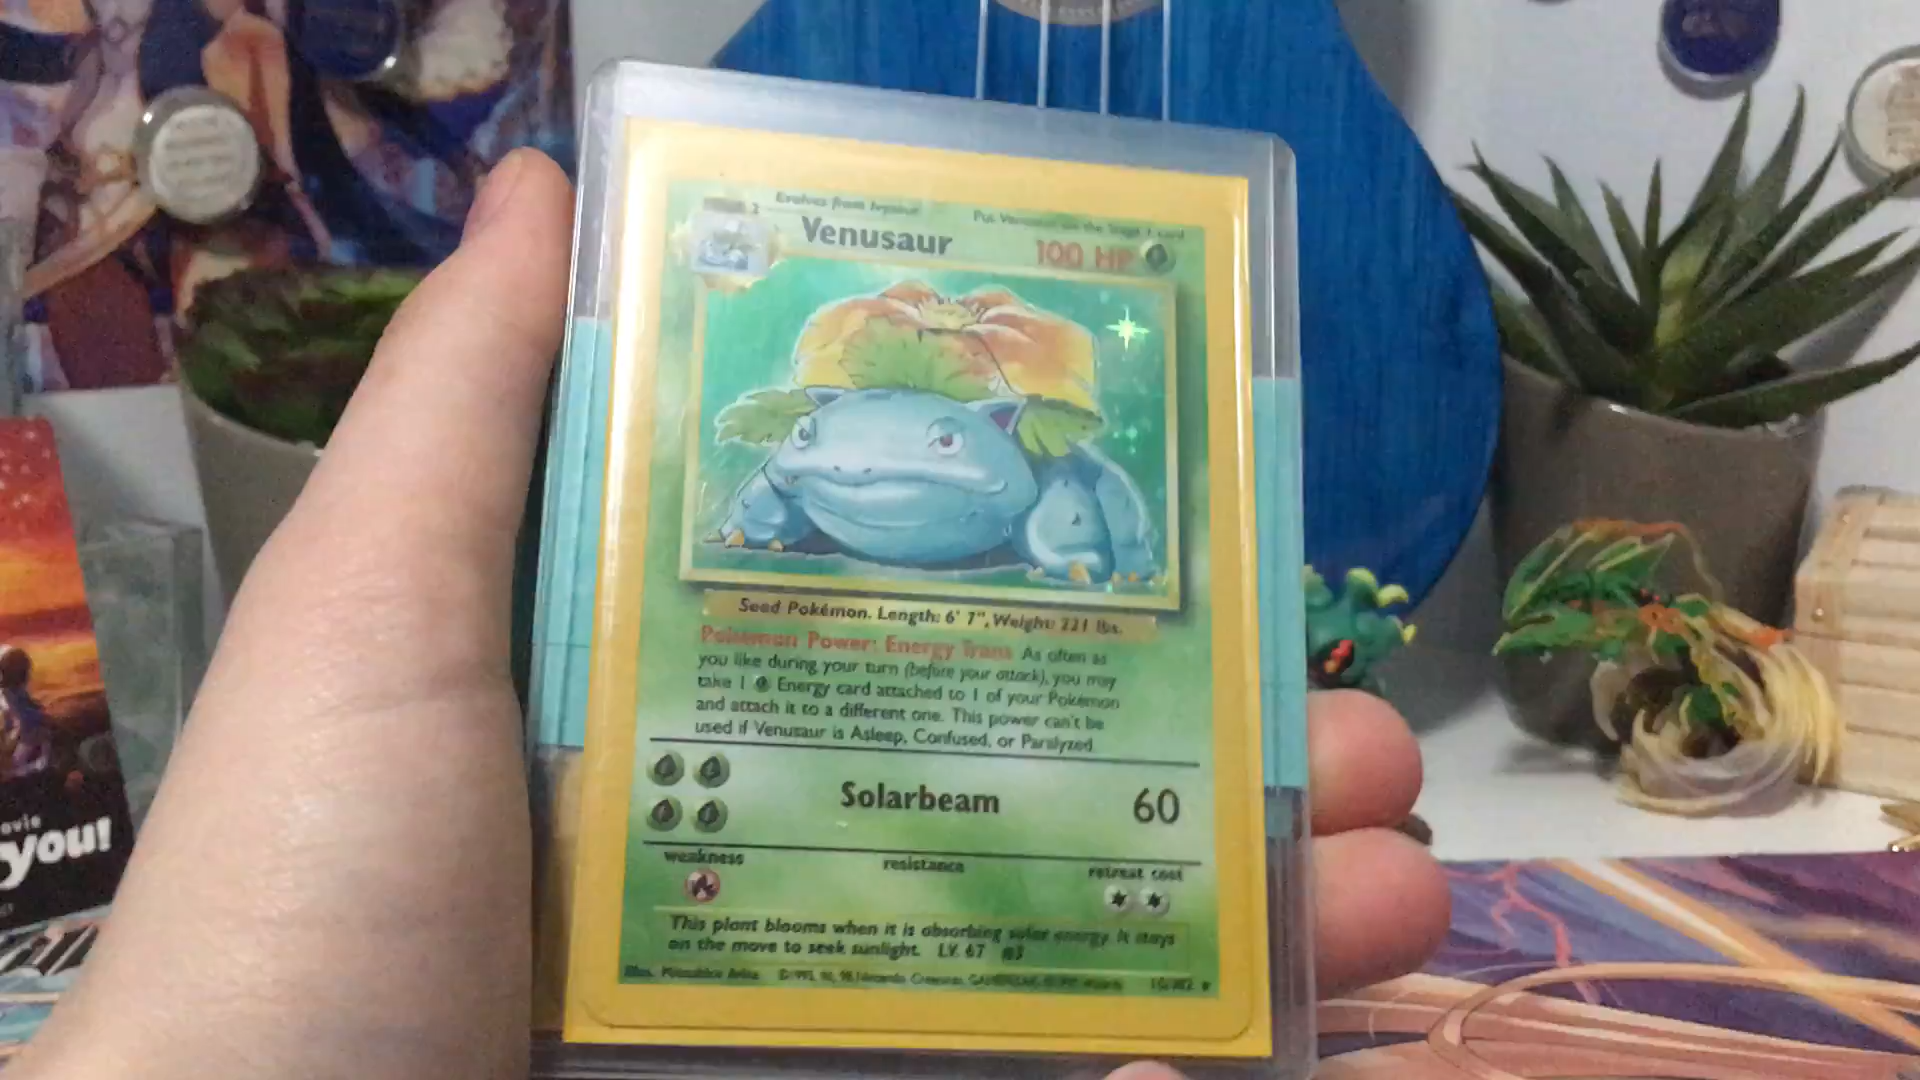 Evolves from Ivysaur
Put Venusaur on the Stage 1 card
Venusaur
100 HP
Seed Pokémon. Length: 6' 7", Weight: 221 lbs.
Pokémon Power: Energy Trans As often as
you like during your turn (before your attack), you may
take 1 Energy card attached to 1 of your Pokémon
and attach it to a different one. This power can't be
used if Venusaur is Asleep, Confused, or Paralyzed.
Solarbeam
60
weakness
resistance
retreat cost
This plant blooms when it is absorbing solar energy. It stays
on the move to seek sunlight. LV. 67 #3
Illus. Mitsuhiro Arita
ovie
you!